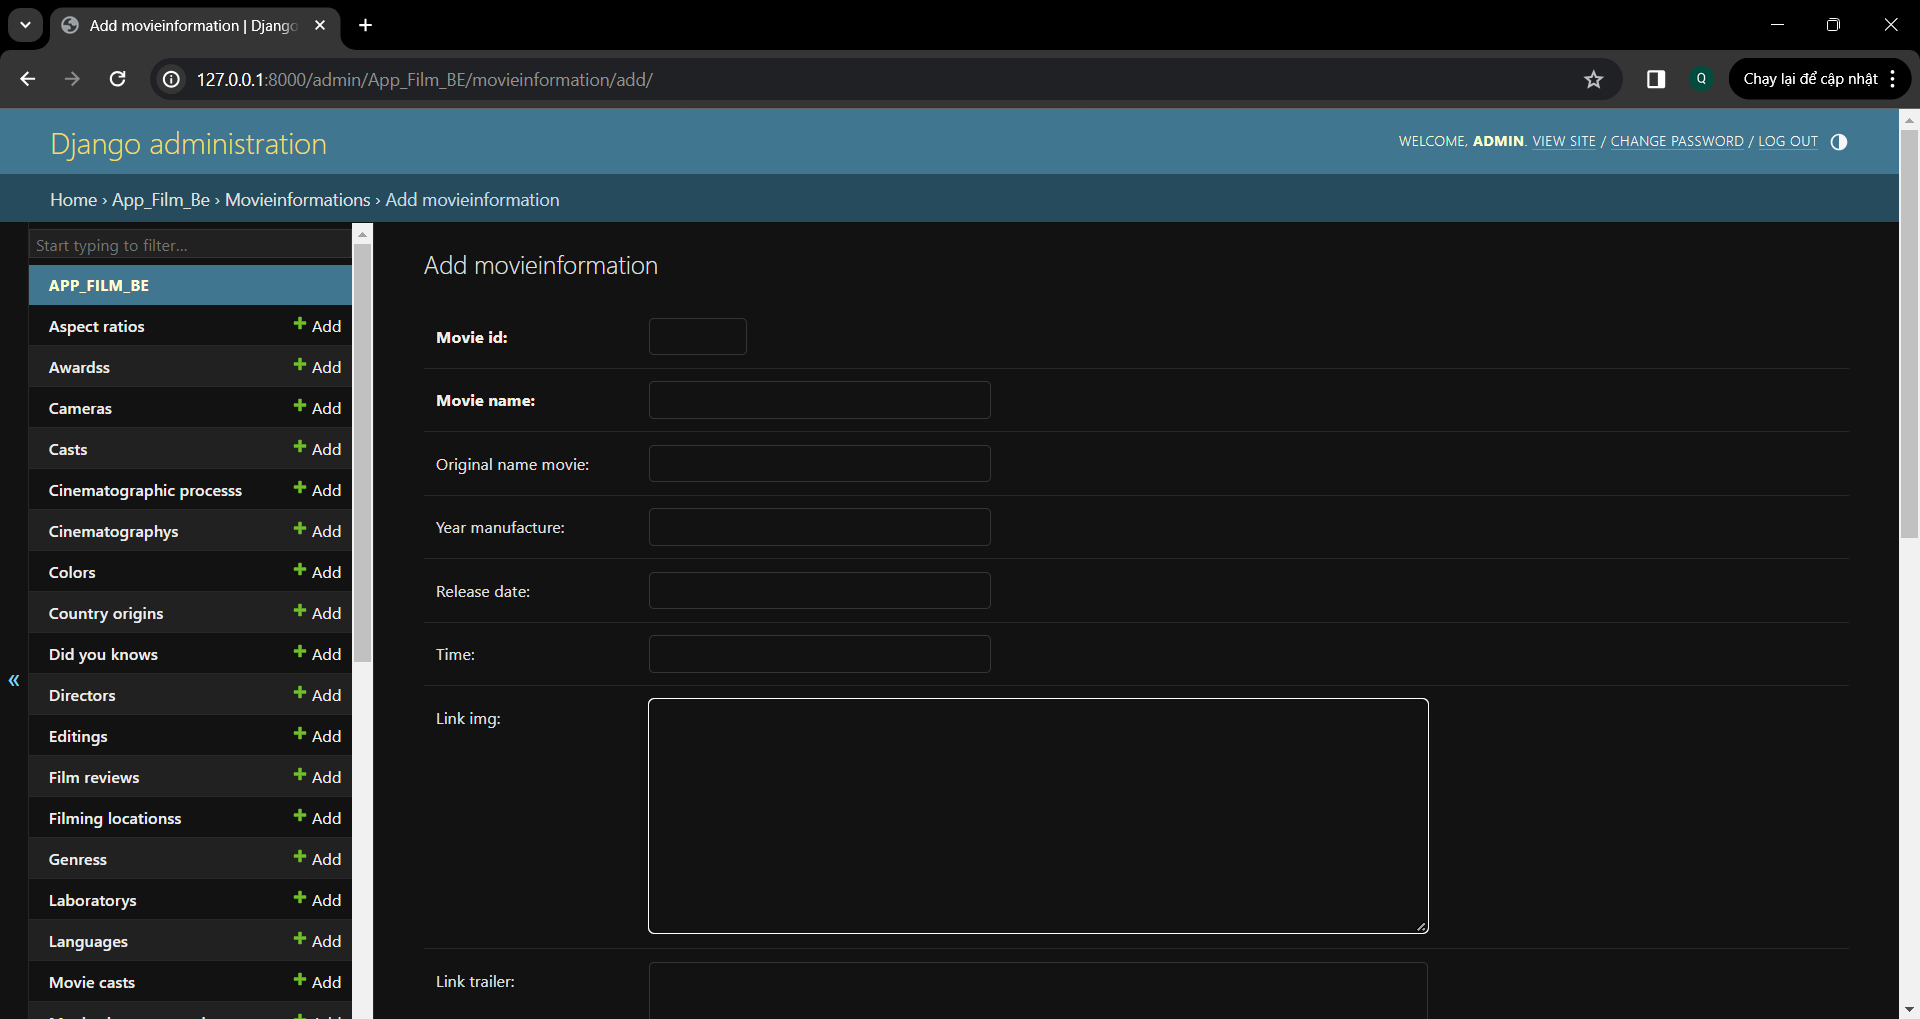 Add movieinformation | Django
127.0.0.1:8000/admin/App_Film_BE/movieinformation/add/
Q
Chạy lại để cập nhật
Django administration
WELCOME, ADMIN. VIEW SITE / CHANGE PASSWORD / LOG OUT
Home › App_Film_Be › Movieinformations › Add movieinformation
Start typing to filter...
APP_FILM_BE
Aspect ratios + Add
Awardss + Add
Cameras + Add
Casts + Add
Cinematographic processs + Add
Cinematographys + Add
Colors + Add
Country origins + Add
Did you knows + Add
Directors + Add
Editings + Add
Film reviews + Add
Filming locationss + Add
Genress + Add
Laboratorys + Add
Languages + Add
Movie casts + Add
«
Add movieinformation
Movie id:
Movie name:
Original name movie:
Year manufacture:
Release date:
Time:
Link img:
Link trailer: